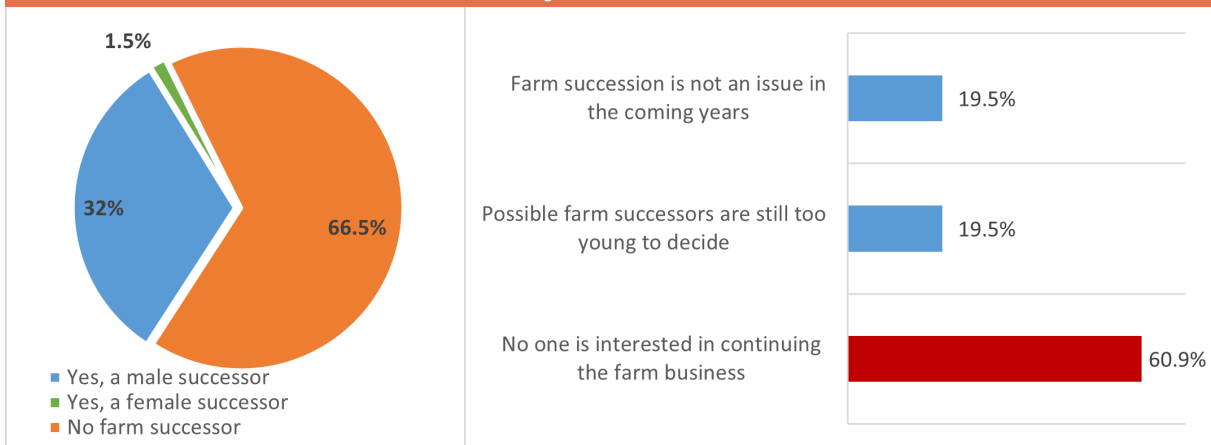 1.5%
32%
66.5%
Yes, a male successor
Yes, a female successor
No farm successor
Farm succession is not an issue in
the coming years
19.5%
Possible farm successors are still too
young to decide
19.5%
No one is interested in continuing
the farm business
60.9%